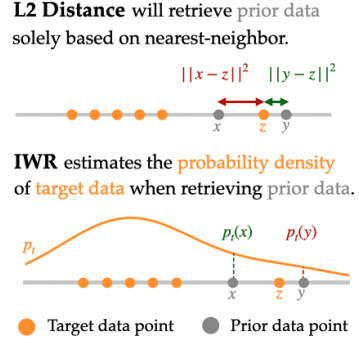 L2 Distance will retrieve prior data
solely based on nearest-neighbor.
||x − z||² ||y − z||²
x z y
IWR estimates the probability density
of target data when retrieving prior data.
pₜ pₜ(x) pₜ(y)
x z y
Target data point Prior data point